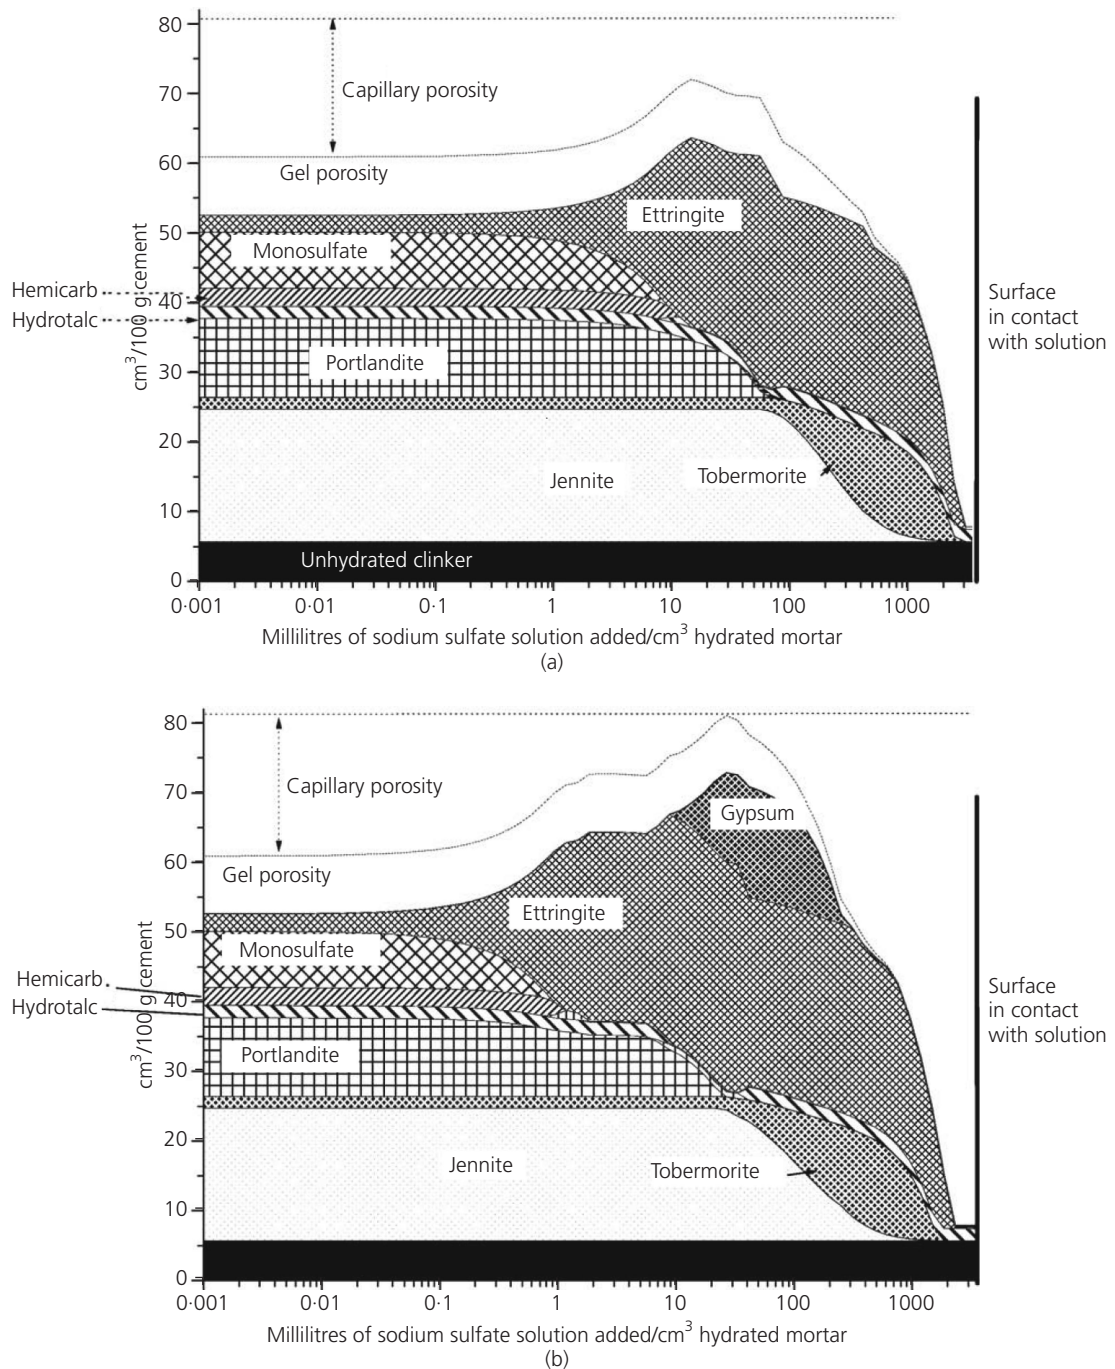 80
Capillary porosity
70
60
Gel porosity
Ettringite
50
Monosulfate
Hemicarb
40
Hydrotalc
cm³/100 g cement
Surface
in contact
with solution
Portlandite
30
20
Jennite
Tobermorite
10
Unhydrated clinker
0
0·001
0·01
0·1
1
10
100
1000
Millilitres of sodium sulfate solution added/cm³ hydrated mortar
(a)
80
Capillary porosity
70
Gypsum
60
Gel porosity
Ettringite
50
Monosulfate
Hemicarb.
40
Hydrotalc
cm³/100 g cement
Surface
in contact
with solution
Portlandite
30
20
Jennite
Tobermorite
10
0
0·001
0·01
0·1
1
10
100
1000
Millilitres of sodium sulfate solution added/cm³ hydrated mortar
(b)